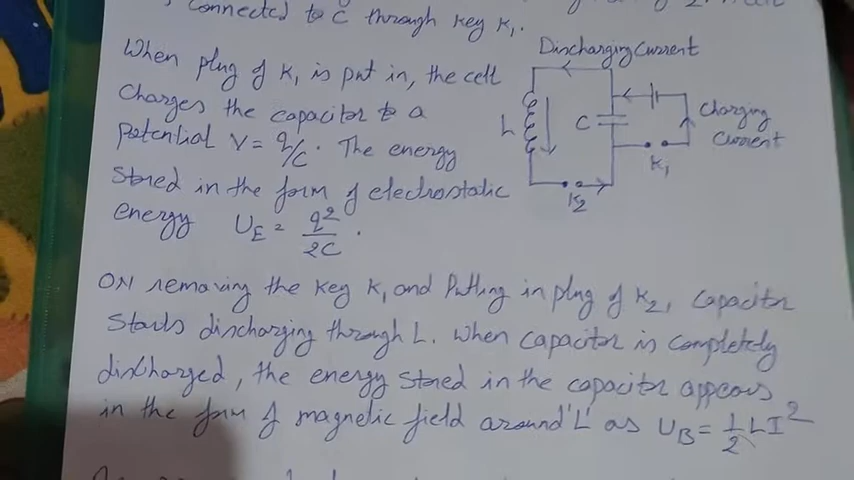 connected to C through key K₁.
When plug of K₁ is put in, the cell
charges the capacitor to a
potential V = q/C. The energy
stored in the form of electrostatic
energy U_E = q²/2C.
Discharging Current
L
C
Charging
Current
K₁
K₂
ON removing the key K₁ and Putting in plug of K₂, Capacitor
Starts discharging through L. When capacitor is completely
discharged, the energy stored in the capacitor appears
in the form of magnetic field around 'L' as U_B = 1/2 LI²